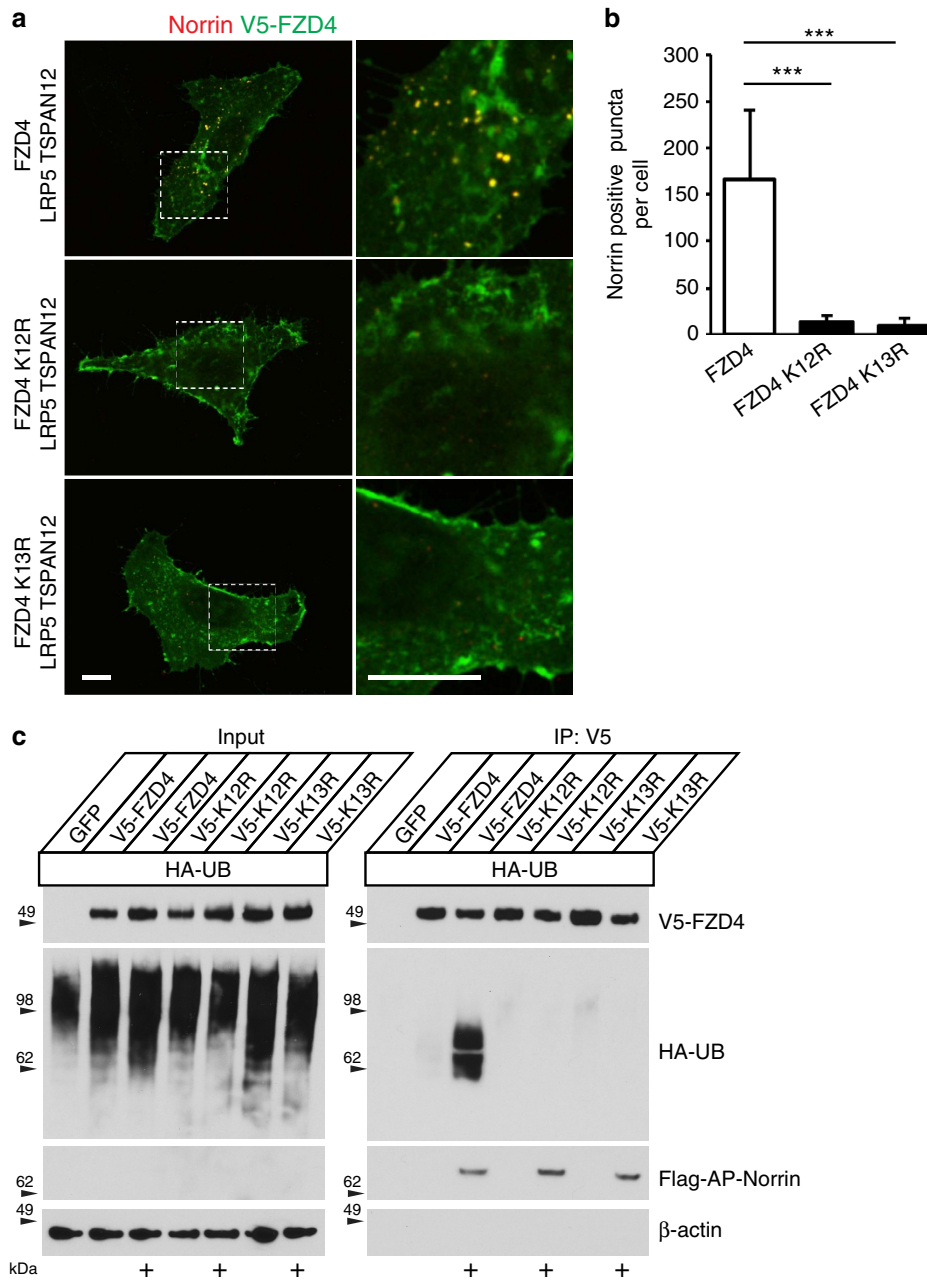 a
Norrin V5-FZD4
FZD4
LRP5 TSPAN12
FZD4 K12R
LRP5 TSPAN12
FZD4 K13R
LRP5 TSPAN12
b
***
***
300
250
200
150
100
50
0
Norrin positive puncta
per cell
FZD4
FZD4 K12R
FZD4 K13R
c
Input
GFP
V5-FZD4
V5-FZD4
V5-K12R
V5-K12R
V5-K13R
V5-K13R
HA-UB
IP: V5
GFP
V5-FZD4
V5-FZD4
V5-K12R
V5-K12R
V5-K13R
V5-K13R
HA-UB
49
49
V5-FZD4
98
62
98
62
HA-UB
62
62
Flag-AP-Norrin
49
49
β-actin
kDa
+ + +
+ + +